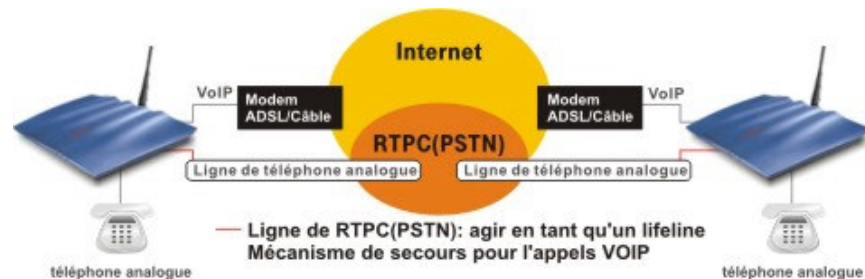 Internet
VoIP
Modem
ADSL/Câble
Modem
ADSL/Câble
VoIP
RTPC(PSTN)
Ligne de téléphone analogue
Ligne de téléphone analogue
Ligne de RTPC(PSTN): agir en tant qu'un lifeline
Mécanisme de secours pour l'appels VOIP
téléphone analogue
téléphone analogue